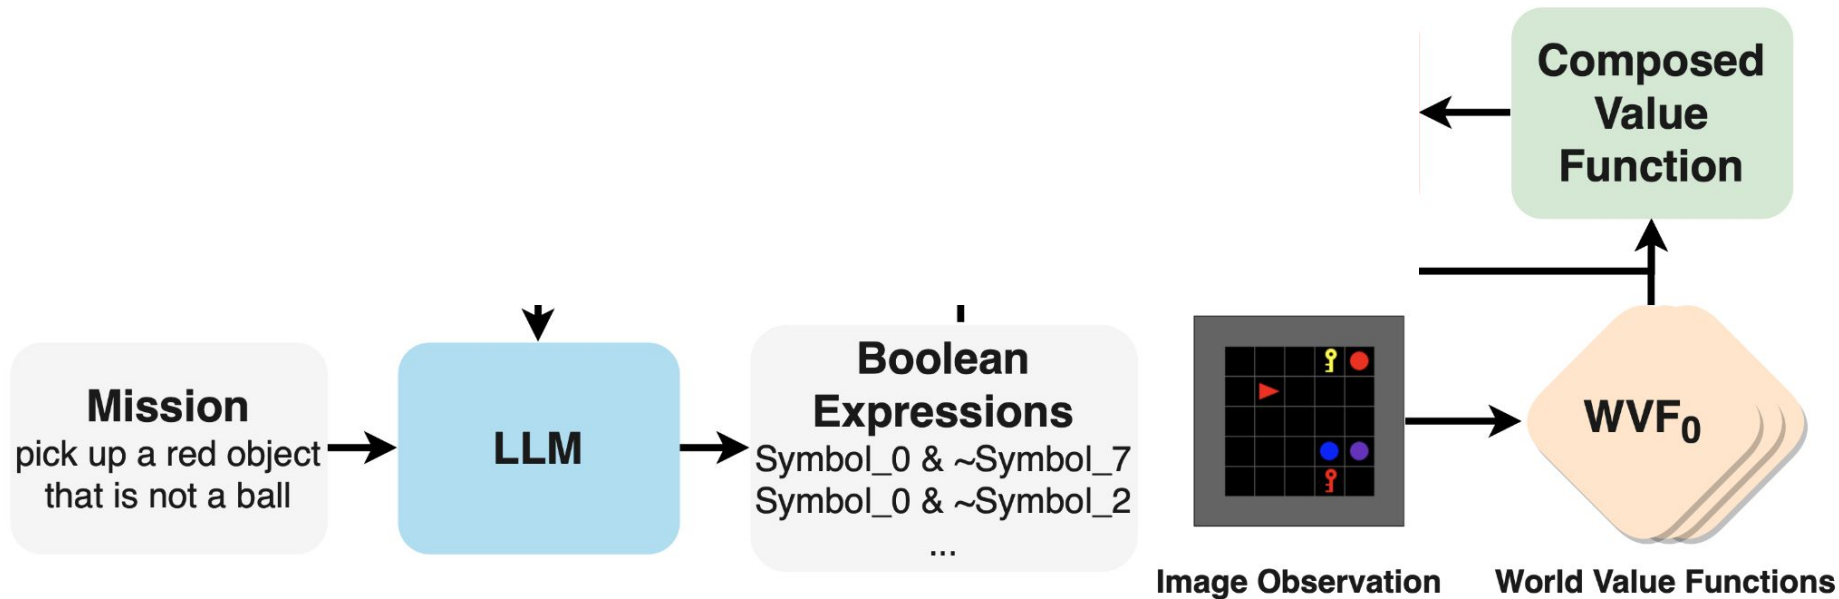 Composed
Value
Function
Mission
pick up a red object
that is not a ball
LLM
Boolean
Expressions
Symbol_0 & ~Symbol_7
Symbol_0 & ~Symbol_2
...
WVF₀
Image Observation
World Value Functions